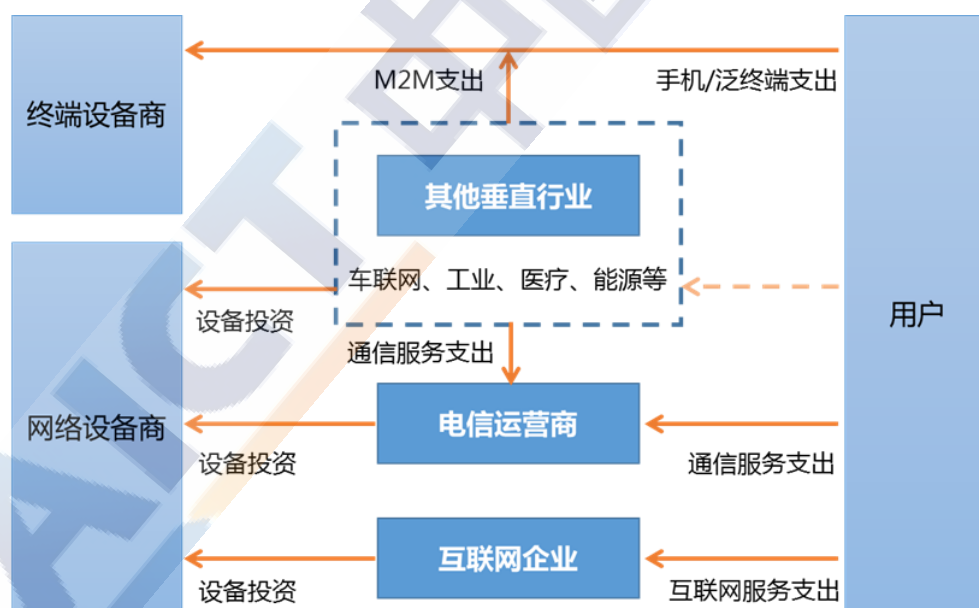 终端设备商
M2M支出
手机/泛终端支出
其他垂直行业
车联网、工业、医疗、能源等
设备投资
用户
通信服务支出
网络设备商
电信运营商
设备投资
通信服务支出
互联网企业
设备投资
互联网服务支出
AICT